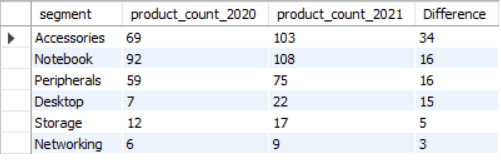 segment product_count_2020 product_count_2021 Difference
Accessories 69 103 34
Notebook 92 108 16
Peripherals 59 75 16
Desktop 7 22 15
Storage 12 17 5
Networking 6 9 3